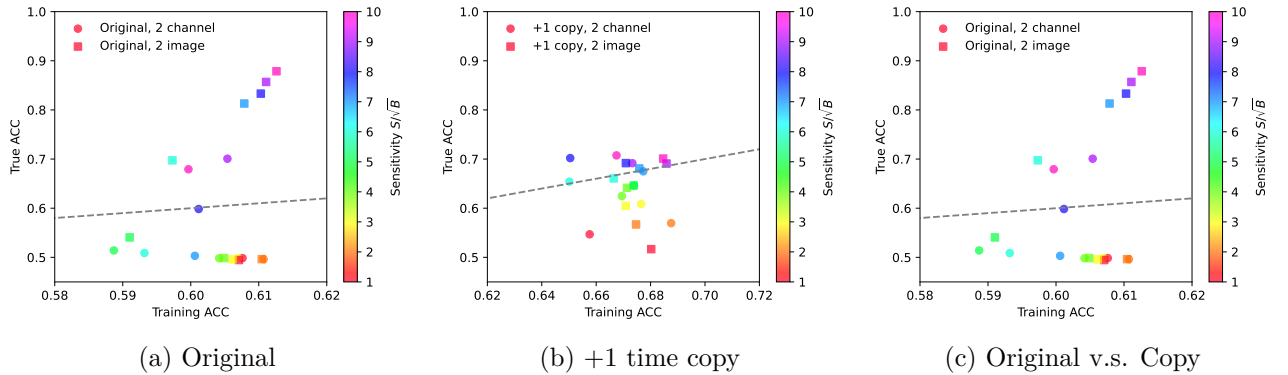 1.0
0.9
0.8
0.7
0.6
0.5
0.58 0.59 0.60 0.61 0.62
Training ACC
True ACC
Original, 2 channel
Original, 2 image
10
9
8
7
6
5
4
3
2
1
Sensitivity S/√B
(a) Original
1.0
0.9
0.8
0.7
0.6
0.5
0.62 0.64 0.66 0.68 0.70 0.72
Training ACC
True ACC
+1 copy, 2 channel
+1 copy, 2 image
10
9
8
7
6
5
4
3
2
1
Sensitivity S/√B
(b) +1 time copy
1.0
0.9
0.8
0.7
0.6
0.5
0.58 0.59 0.60 0.61 0.62
Training ACC
True ACC
Original, 2 channel
Original, 2 image
10
9
8
7
6
5
4
3
2
1
Sensitivity S/√B
(c) Original v.s. Copy